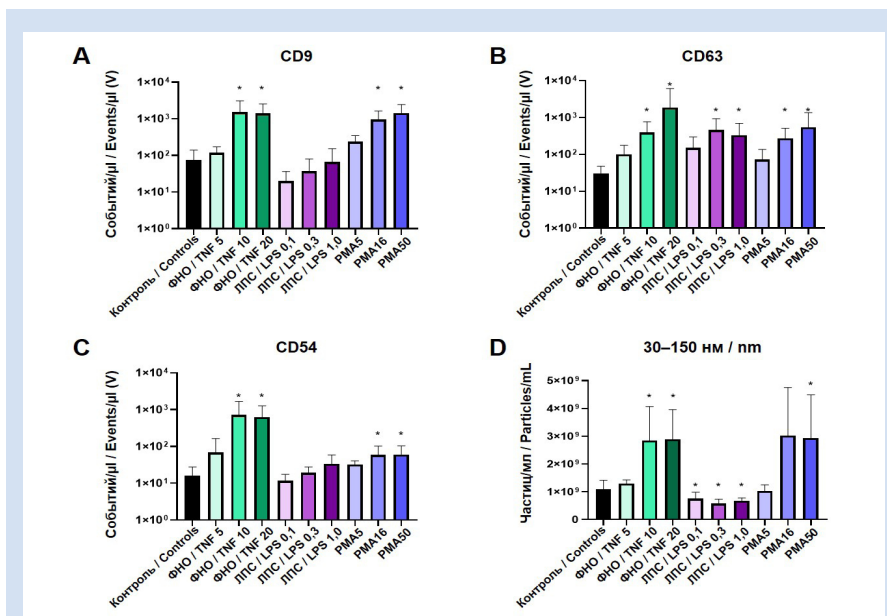 A
CD9
Событий/µl / Events/µl (V)
1×10⁴
1×10³
1×10²
1×10¹
1×10⁰
* * * *
Контроль / Controls
ФНО / TNF 5
ФНО / TNF 10
ФНО / TNF 20
ЛПС / LPS 0,1
ЛПС / LPS 0,3
ЛПС / LPS 1,0
PMA5
PMA16
PMA50
B
CD63
Событий/µl / Events/µl (V)
1×10⁴
1×10³
1×10²
1×10¹
1×10⁰
* * * * * *
Контроль / Controls
ФНО / TNF 5
ФНО / TNF 10
ФНО / TNF 20
ЛПС / LPS 0,1
ЛПС / LPS 0,3
ЛПС / LPS 1,0
PMA5
PMA16
PMA50
C
CD54
Событий/µl / Events/µl (V)
1×10⁴
1×10³
1×10²
1×10¹
1×10⁰
* * * *
Контроль / Controls
ФНО / TNF 5
ФНО / TNF 10
ФНО / TNF 20
ЛПС / LPS 0,1
ЛПС / LPS 0,3
ЛПС / LPS 1,0
PMA5
PMA16
PMA50
D
30–150 нм / nm
Частиц/мл / Particles/mL
5×10⁹
4×10⁹
3×10⁹
2×10⁹
1×10⁹
0
* * * * * *
Контроль / Controls
ФНО / TNF 5
ФНО / TNF 10
ФНО / TNF 20
ЛПС / LPS 0,1
ЛПС / LPS 0,3
ЛПС / LPS 1,0
PMA5
PMA16
PMA50